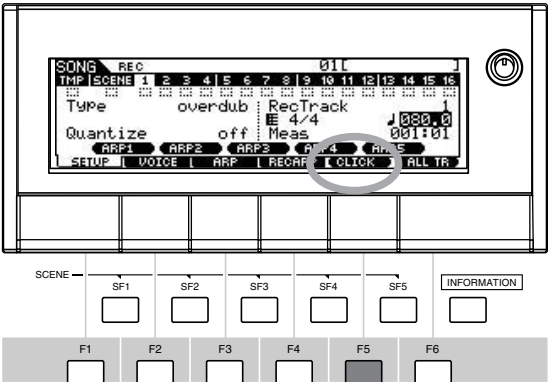 SONG REC 01[ ]
TMP SCENE 1 2 3 4 5 6 7 8 9 10 11 12 13 14 15 16
Type overdub RecTrack 1
4/4 ♩080.0
Quantize off Meas 001:01
ARP1 ARP2 ARP3 ARP4 ARP5
SETUP VOICE ARP RECARP CLICK ALL TR
SCENE
SF1 SF2 SF3 SF4 SF5 INFORMATION
F1 F2 F3 F4 F5 F6